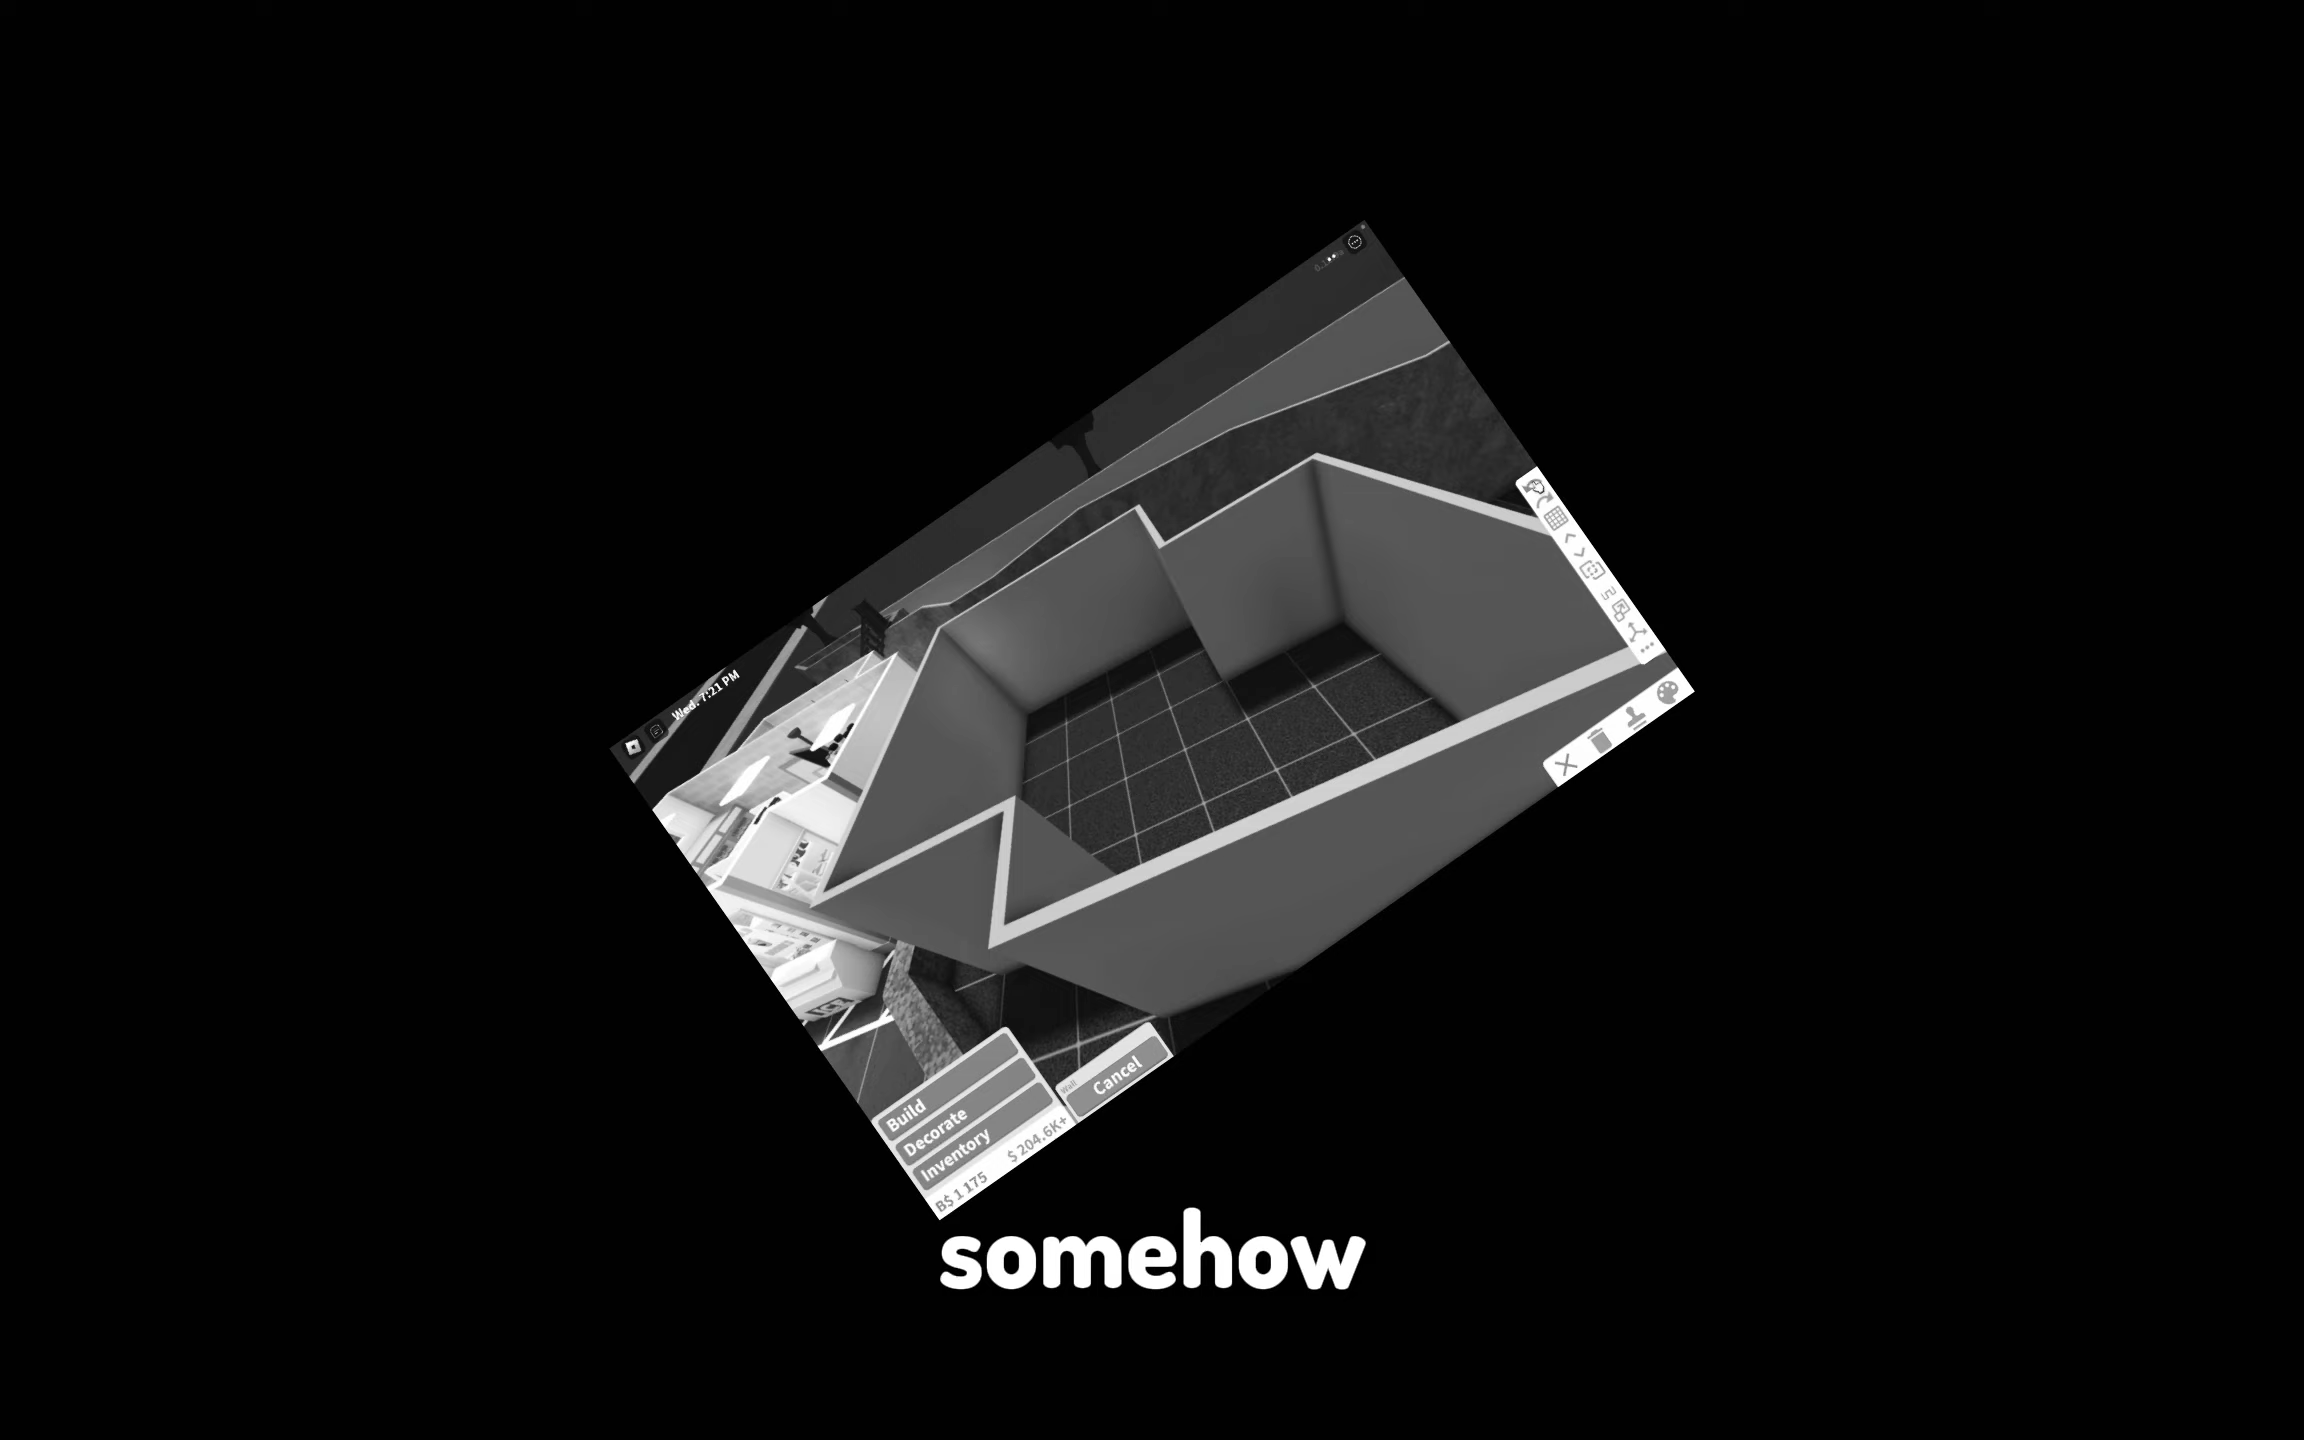 Wed. 7:21 PM
Build
Decorate
Inventory
B$ 1 175
$ 204.6K+
Wall
Cancel
somehow